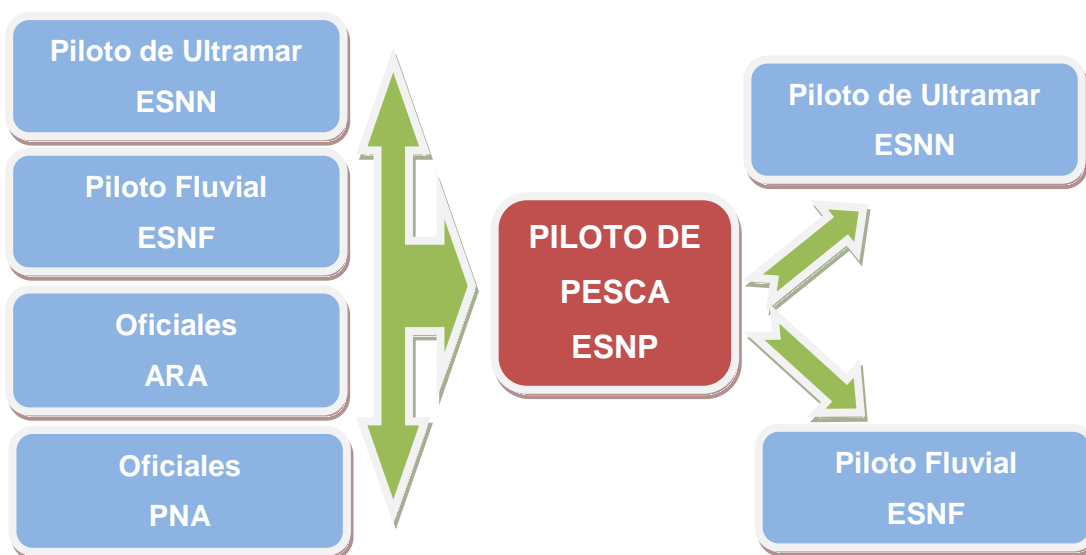 Piloto de Ultramar
ESNN
Piloto Fluvial
ESNF
Oficiales
ARA
Oficiales
PNA
PILOTO DE
PESCA
ESNP
Piloto de Ultramar
ESNN
Piloto Fluvial
ESNF